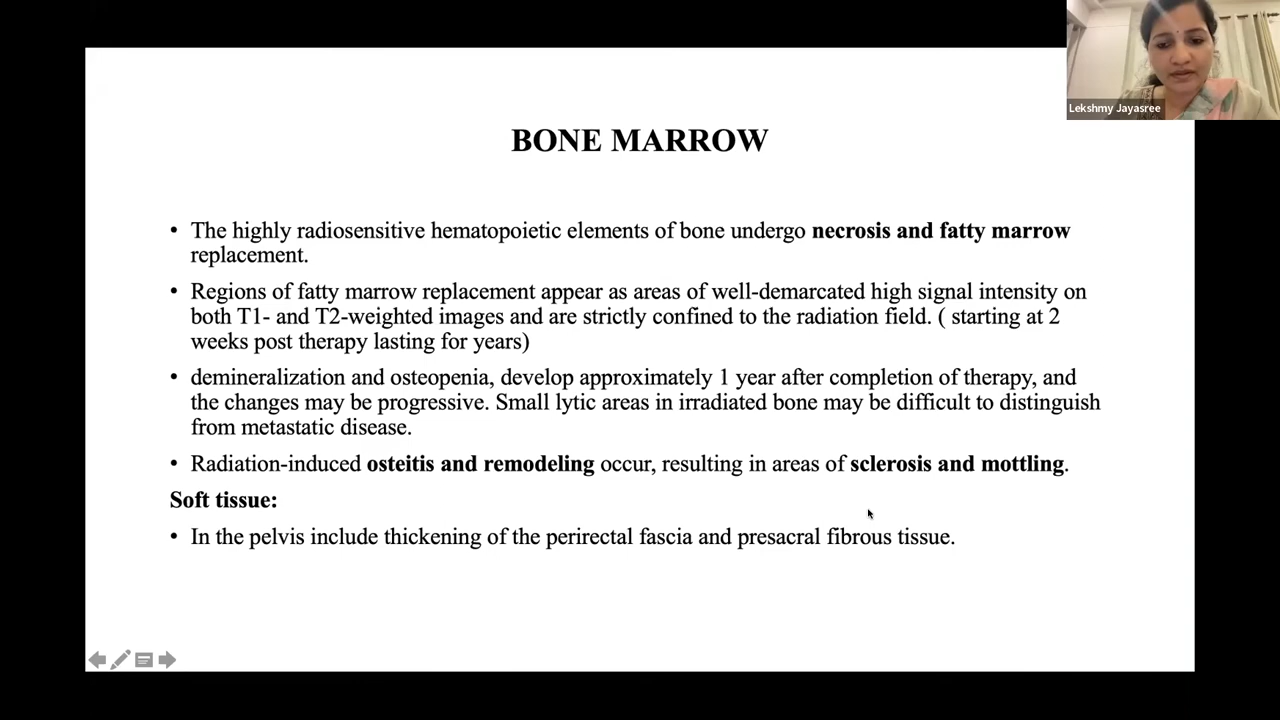 Lekshmy Jayasree
BONE MARROW
• The highly radiosensitive hematopoietic elements of bone undergo necrosis and fatty marrow
replacement.
• Regions of fatty marrow replacement appear as areas of well-demarcated high signal intensity on
both T1- and T2-weighted images and are strictly confined to the radiation field. ( starting at 2
weeks post therapy lasting for years)
• demineralization and osteopenia, develop approximately 1 year after completion of therapy, and
the changes may be progressive. Small lytic areas in irradiated bone may be difficult to distinguish
from metastatic disease.
• Radiation-induced osteitis and remodeling occur, resulting in areas of sclerosis and mottling.
Soft tissue:
• In the pelvis include thickening of the perirectal fascia and presacral fibrous tissue.